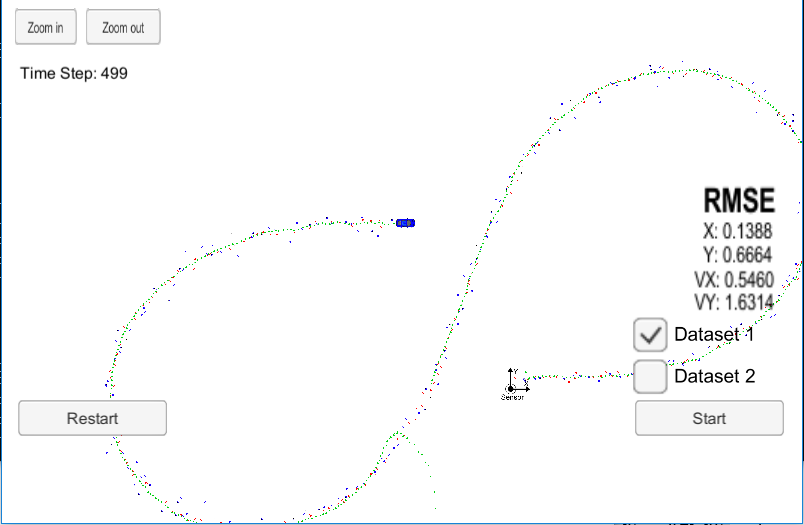 Zoom in
Zoom out
Time Step: 499
RMSE
X: 0.1388
Y: 0.6664
VX: 0.5460
VY: 1.6314
Dataset 1
Dataset 2
Y
Sensor
Restart
Start